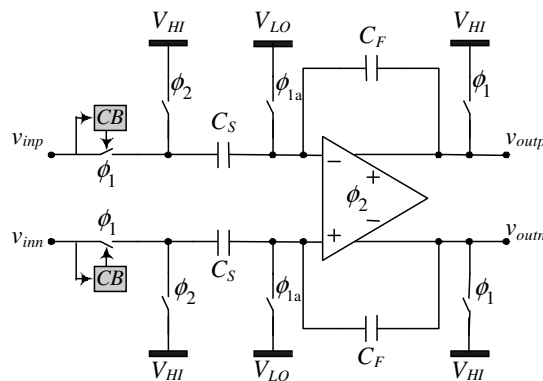 V_HI V_LO C_F V_HI
ϕ_2 ϕ_1a ϕ_1
CB C_S
v_inp v_outp
ϕ_1 − +
ϕ_2
ϕ_1 + −
v_inn v_outn
CB C_S
ϕ_2 ϕ_1a ϕ_1
C_F
V_HI V_LO V_HI